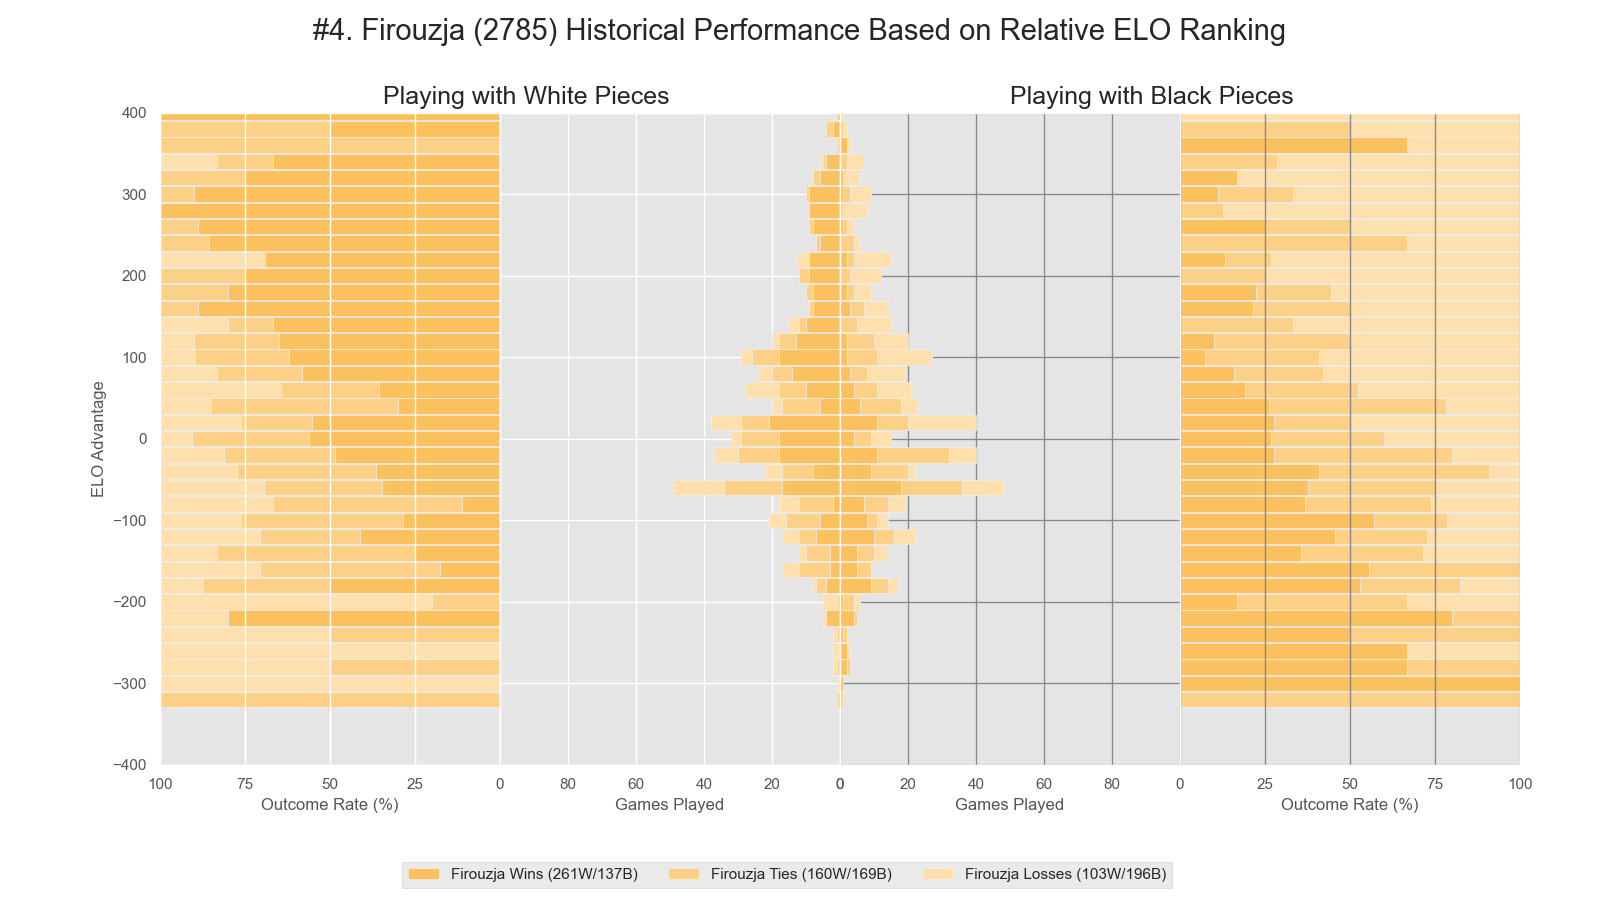 #4. Firouzja (2785) Historical Performance Based on Relative ELO Ranking
Playing with White Pieces
Playing with Black Pieces
ELO Advantage
400
300
200
100
0
−100
−200
−300
−400
100 75 50 25 0 80 60 40 20 0 0 20 40 60 80 0 25 50 75 100
Outcome Rate (%) Games Played Games Played Outcome Rate (%)
Firouzja Wins (261W/137B) Firouzja Ties (160W/169B) Firouzja Losses (103W/196B)